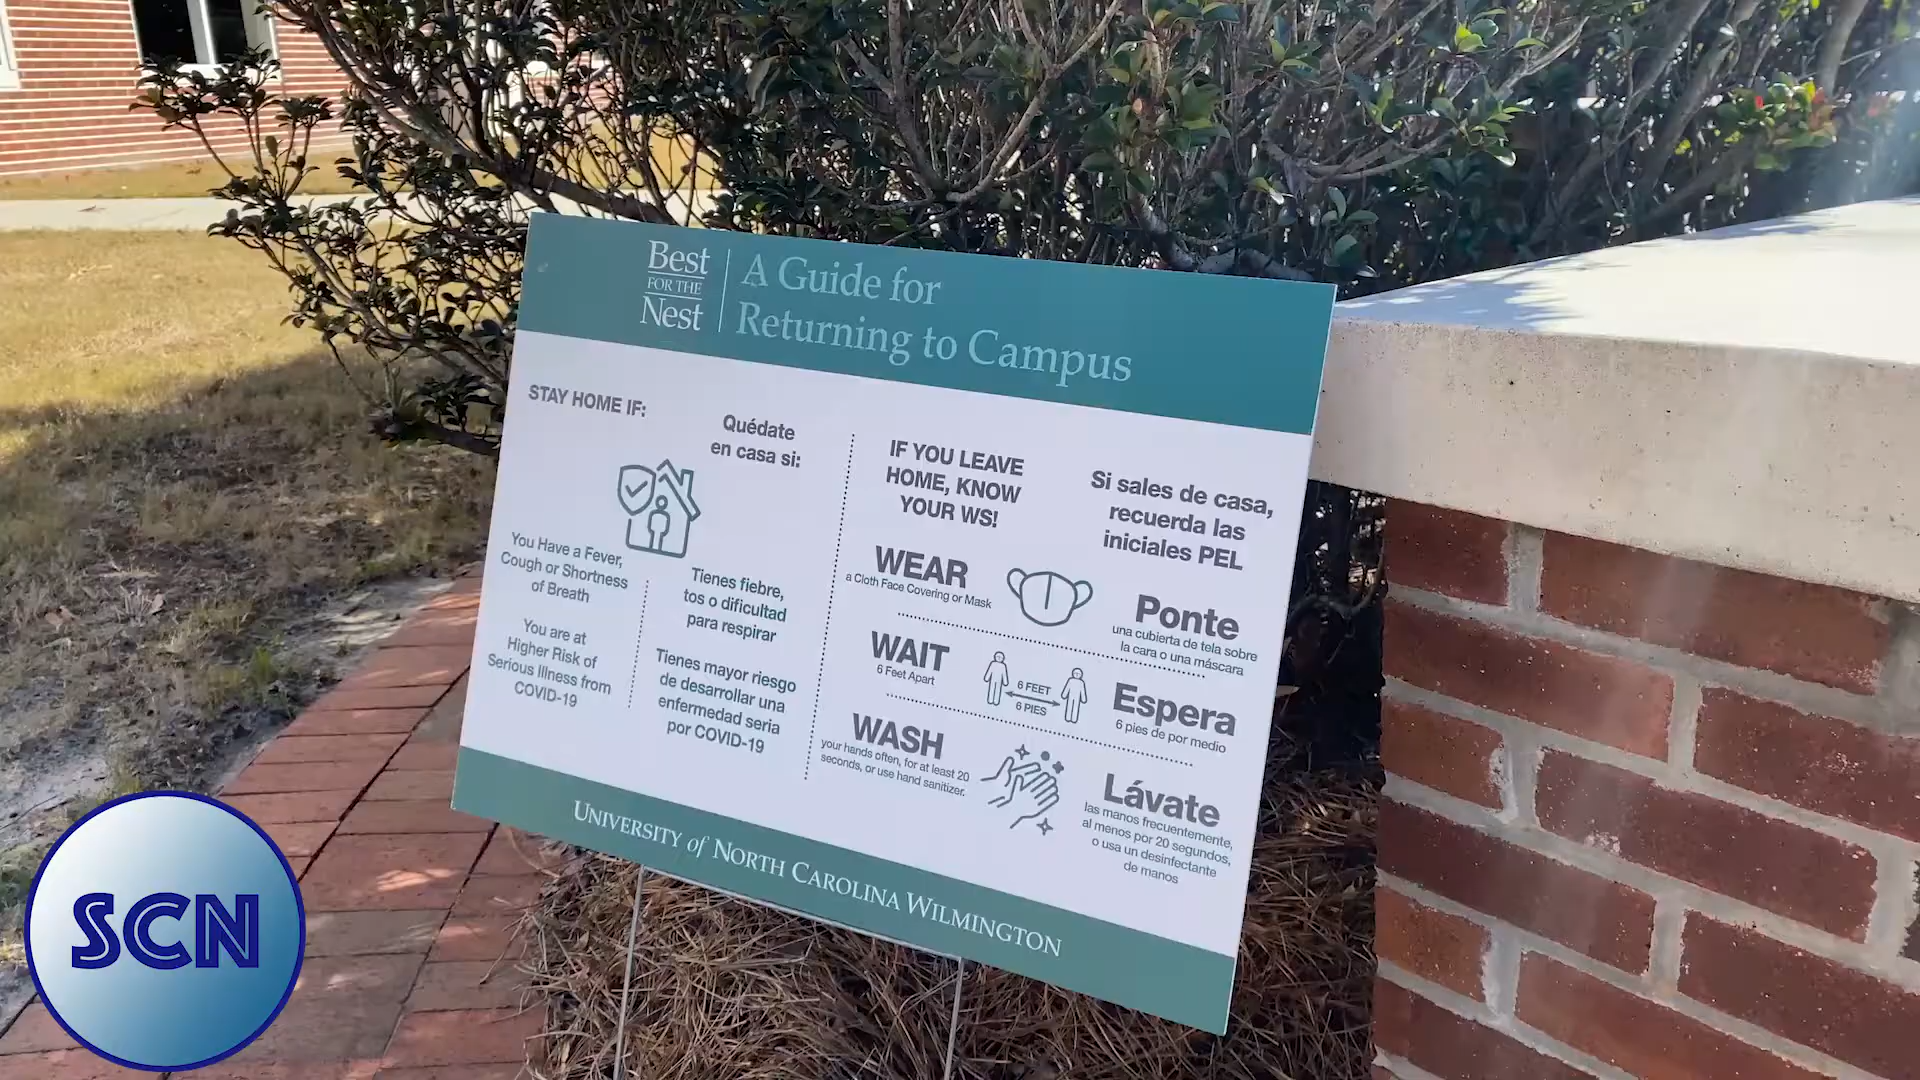 Best
FOR THE
Nest
A Guide for
Returning to Campus
STAY HOME IF:
Quédate
en casa si:
You Have a Fever,
Cough or Shortness
of Breath
You are at
Higher Risk of
Serious Illness from
COVID-19
Tienes fiebre,
tos o dificultad
para respirar
Tienes mayor riesgo
de desarrollar una
enfermedad seria
por COVID-19
IF YOU LEAVE
HOME, KNOW
YOUR WS!
Si sales de casa,
recuerda las
iniciales PEL
WEAR
a Cloth Face Covering or Mask
Ponte
una cubierta de tela sobre
la cara o una máscara
WAIT
6 Feet Apart
6 FEET
6 PIES
Espera
6 pies de por medio
WASH
your hands often, for at least 20
seconds, or use hand sanitizer.
Lávate
las manos frecuentemente,
al menos por 20 segundos,
o usa un desinfectante
de manos
UNIVERSITY of NORTH CAROLINA WILMINGTON
SCN